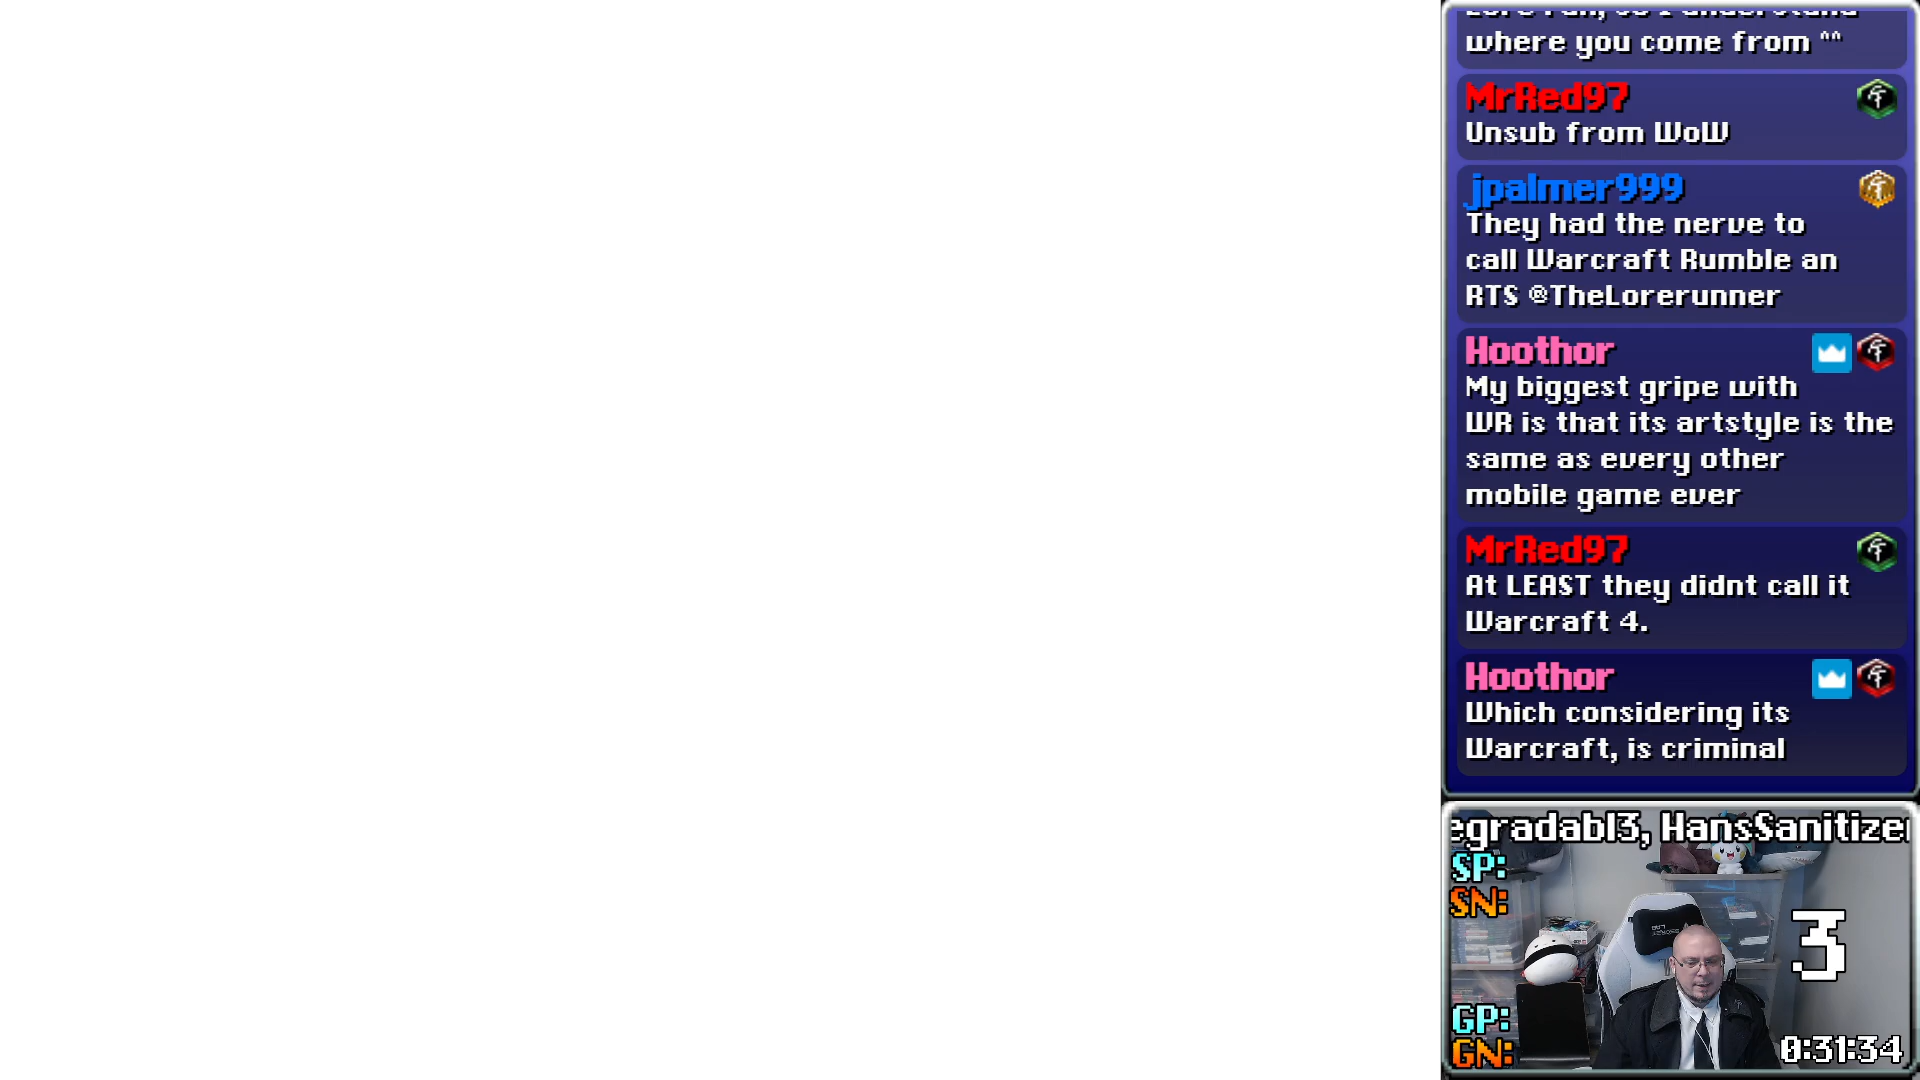 where you come from ^^
MrRed97
Unsub from WoW
jpalmer999
They had the nerve to
call Warcraft Rumble an
RTS @TheLorerunner
Hoothor
My biggest gripe with
WR is that its artstyle is the
same as every other
mobile game ever
MrRed97
At LEAST they didnt call it
Warcraft 4.
Hoothor
Which considering its
Warcraft, is criminal
egradabl3, HansSanitize
SP:
SN:
3
GP:
GN:
0:31:34